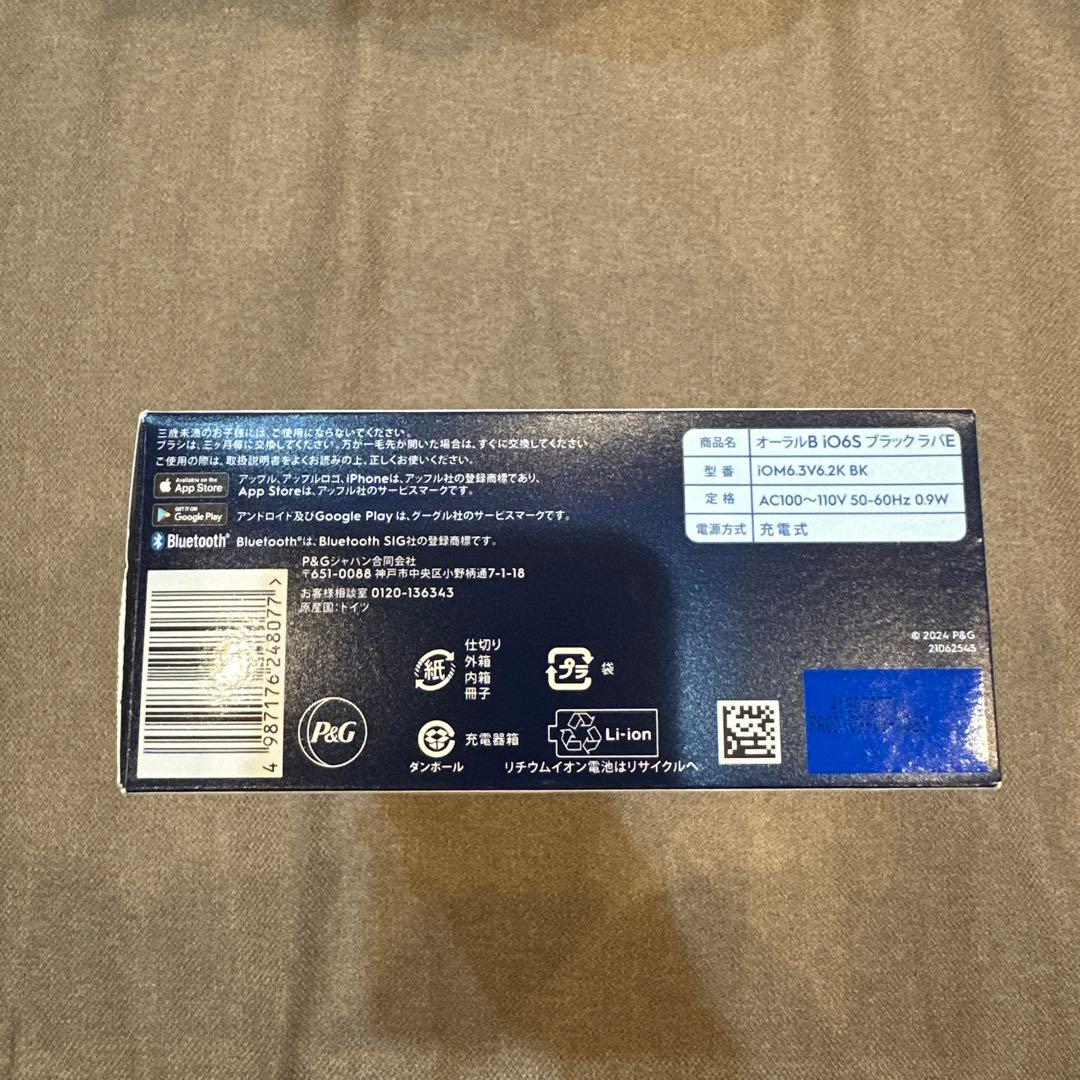 三歳未満のお子様には、ご使用にならないでください。
ブラシは、三ヶ月毎に交換してください。万が一毛先が開いた場合は、すぐに交換してください。
ご使用の際は、取扱説明書をよくお読みの上、正しくお使いください。
Available on the
App Store
アップル、アップルロゴ、iPhoneは、アップル社の登録商標であり、
App Storeは、アップル社のサービスマークです。
GET IT ON
Google Play
アンドロイド及びGoogle Play は、グーグル社のサービスマークです。
Bluetooth®
Bluetooth®は、Bluetooth SIG社の登録商標です。
P&Gジャパン合同会社
〒651-0088 神戸市中央区小野柄通7-1-18
お客様相談室 0120-136343
原産国:ドイツ
商品名 オーラルB iO6S ブラック ラバE
型番 iOM6.3V6.2K BK
定格 AC100〜110V 50-60Hz 0.9W
電源方式 充電式
© 2024 P&G
21062545
4 987176 248077 >
P&G
紙
仕切り
外箱
内箱
冊子
プラ
袋
充電器箱
ダンボール
Li-ion
リチウムイオン電池はリサイクルへ